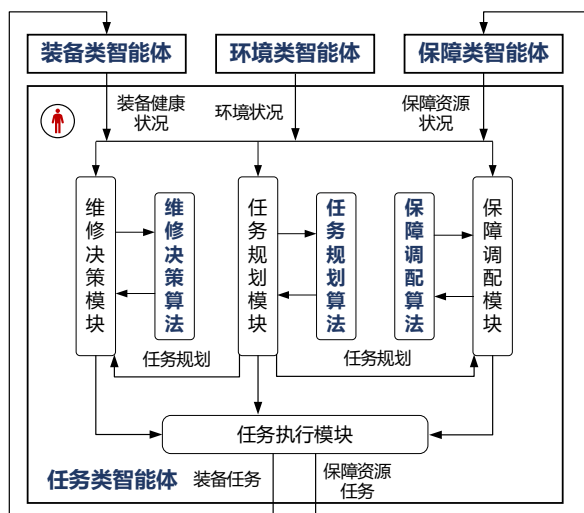 装备类智能体
环境类智能体
保障类智能体
装备健康
状况
环境状况
保障资源
状况
维修决策模块
维修决策算法
任务规划模块
任务规划算法
保障调配算法
保障调配模块
任务规划
任务规划
任务执行模块
任务类智能体
装备任务
保障资源
任务